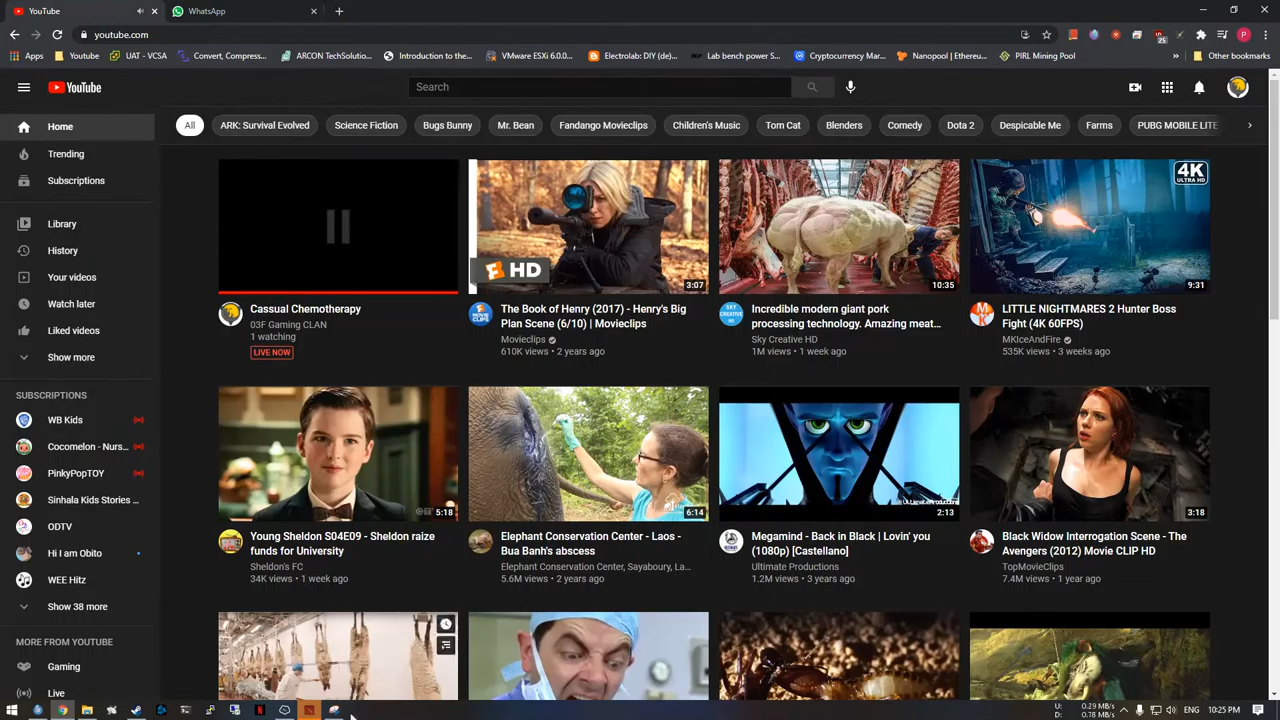 YouTube
WhatsApp
youtube.com
Apps
Youtube
UAT - VCSA
Convert, Compress...
ARCON TechSolution...
Introduction to the...
VMware ESXi 6.0.0...
Electrolab: DIY (de)...
Lab bench power s...
Cryptocurrency Mar...
Nanopool | Ethereu...
PIRL Mining Pool
Other bookmarks
YouTube
Search
Home
Trending
Subscriptions
Library
History
Your videos
Watch later
Liked videos
Show more
SUBSCRIPTIONS
WB Kids
Cocomelon - Nurs...
PinkyPopTOY
Sinhala Kids Stories ...
ODTV
Hi I am Obito
WEE Hitz
Show 38 more
MORE FROM YOUTUBE
Gaming
Live
All
ARK: Survival Evolved
Science Fiction
Bugs Bunny
Mr. Bean
Fandango Movieclips
Children's Music
Tom Cat
Blenders
Comedy
Dota 2
Despicable Me
Farms
PUBG MOBILE LITE
Cassual Chemotherapy
03F Gaming CLAN
1 watching
LIVE NOW
HD
3:07
The Book of Henry (2017) - Henry's Big
Plan Scene (6/10) | Movieclips
Movieclips
610K views • 2 years ago
10:35
Incredible modern giant pork
processing technology. Amazing meat...
Sky Creative HD
1M views • 1 week ago
4K
ULTRA HD
9:31
LITTLE NIGHTMARES 2 Hunter Boss
Fight (4K 60FPS)
MKIceAndFire
535K views • 3 weeks ago
5:18
Young Sheldon S04E09 - Sheldon raize
funds for University
Sheldon's FC
34K views • 1 week ago
6:14
Elephant Conservation Center - Laos -
Bua Banh's abscess
Elephant Conservation Center, Sayaboury, La...
5.6M views • 2 years ago
2:13
Megamind - Back in Black | Lovin' you
(1080p) [Castellano]
Ultimate Productions
1.2M views • 3 years ago
3:18
Black Widow Interrogation Scene - The
Avengers (2012) Movie CLIP HD
TopMovieClips
7.4M views • 1 year ago
U: 0.29 MB/s
D: 0.78 MB/s
ENG
10:25 PM